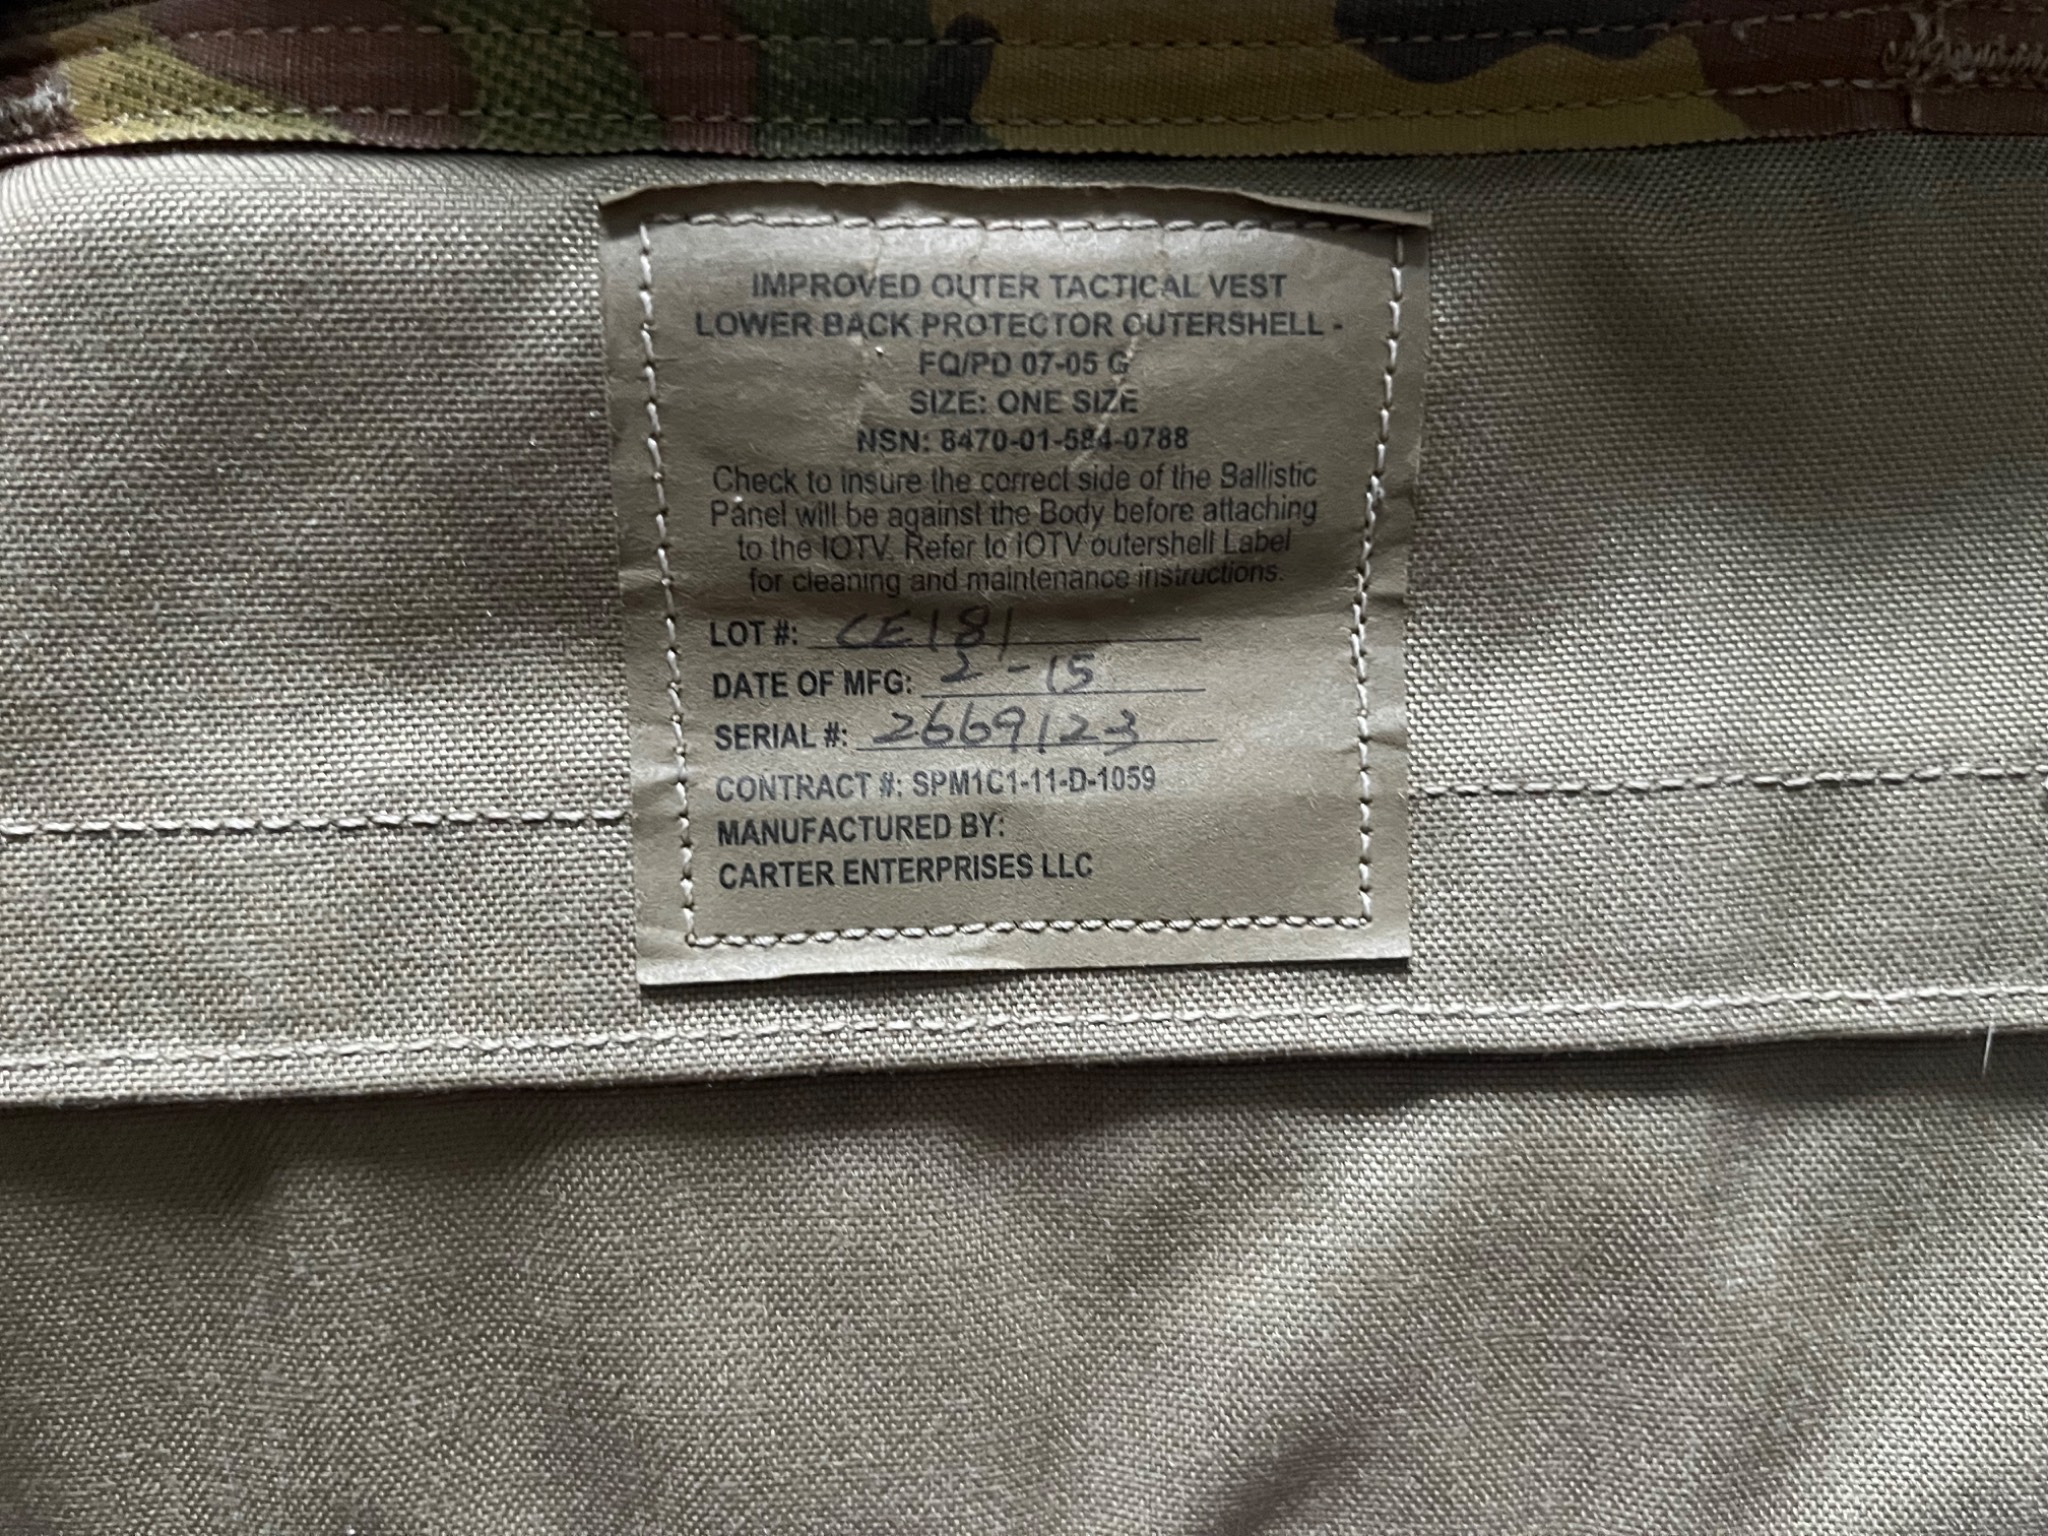 IMPROVED OUTER TACTICAL VEST
LOWER BACK PROTECTOR OUTERSHELL -
FQ/PD 07-05 G
SIZE: ONE SIZE
NSN: 8470-01-584-0788
Check to insure the correct side of the Ballistic
Panel will be against the Body before attaching
to the IOTV. Refer to IOTV outershell Label
for cleaning and maintenance instructions.
LOT #: CE181
DATE OF MFG: 2-15
SERIAL #: 2669123
CONTRACT #: SPM1C1-11-D-1059
MANUFACTURED BY:
CARTER ENTERPRISES LLC